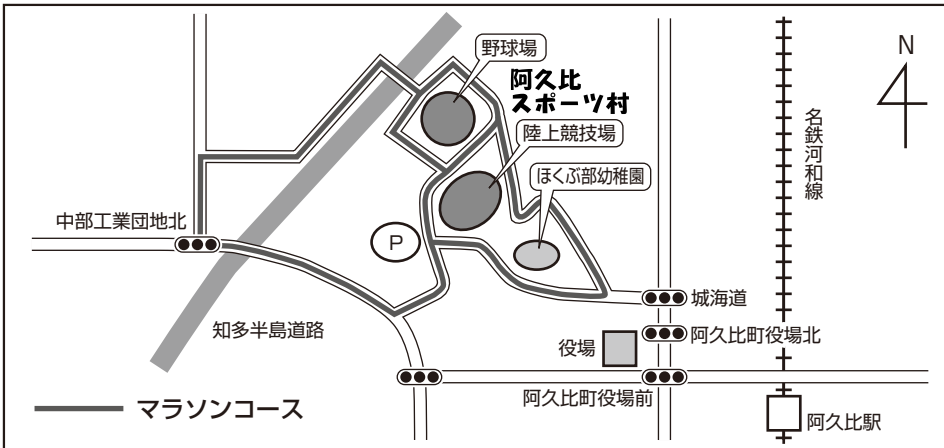 野球場
阿久比
スポーツ村
陸上競技場
ほくぶ部幼稚園
N
名鉄河和線
中部工業団地北
P
城海道
知多半島道路
役場
阿久比町役場北
阿久比町役場前
マラソンコース
阿久比駅